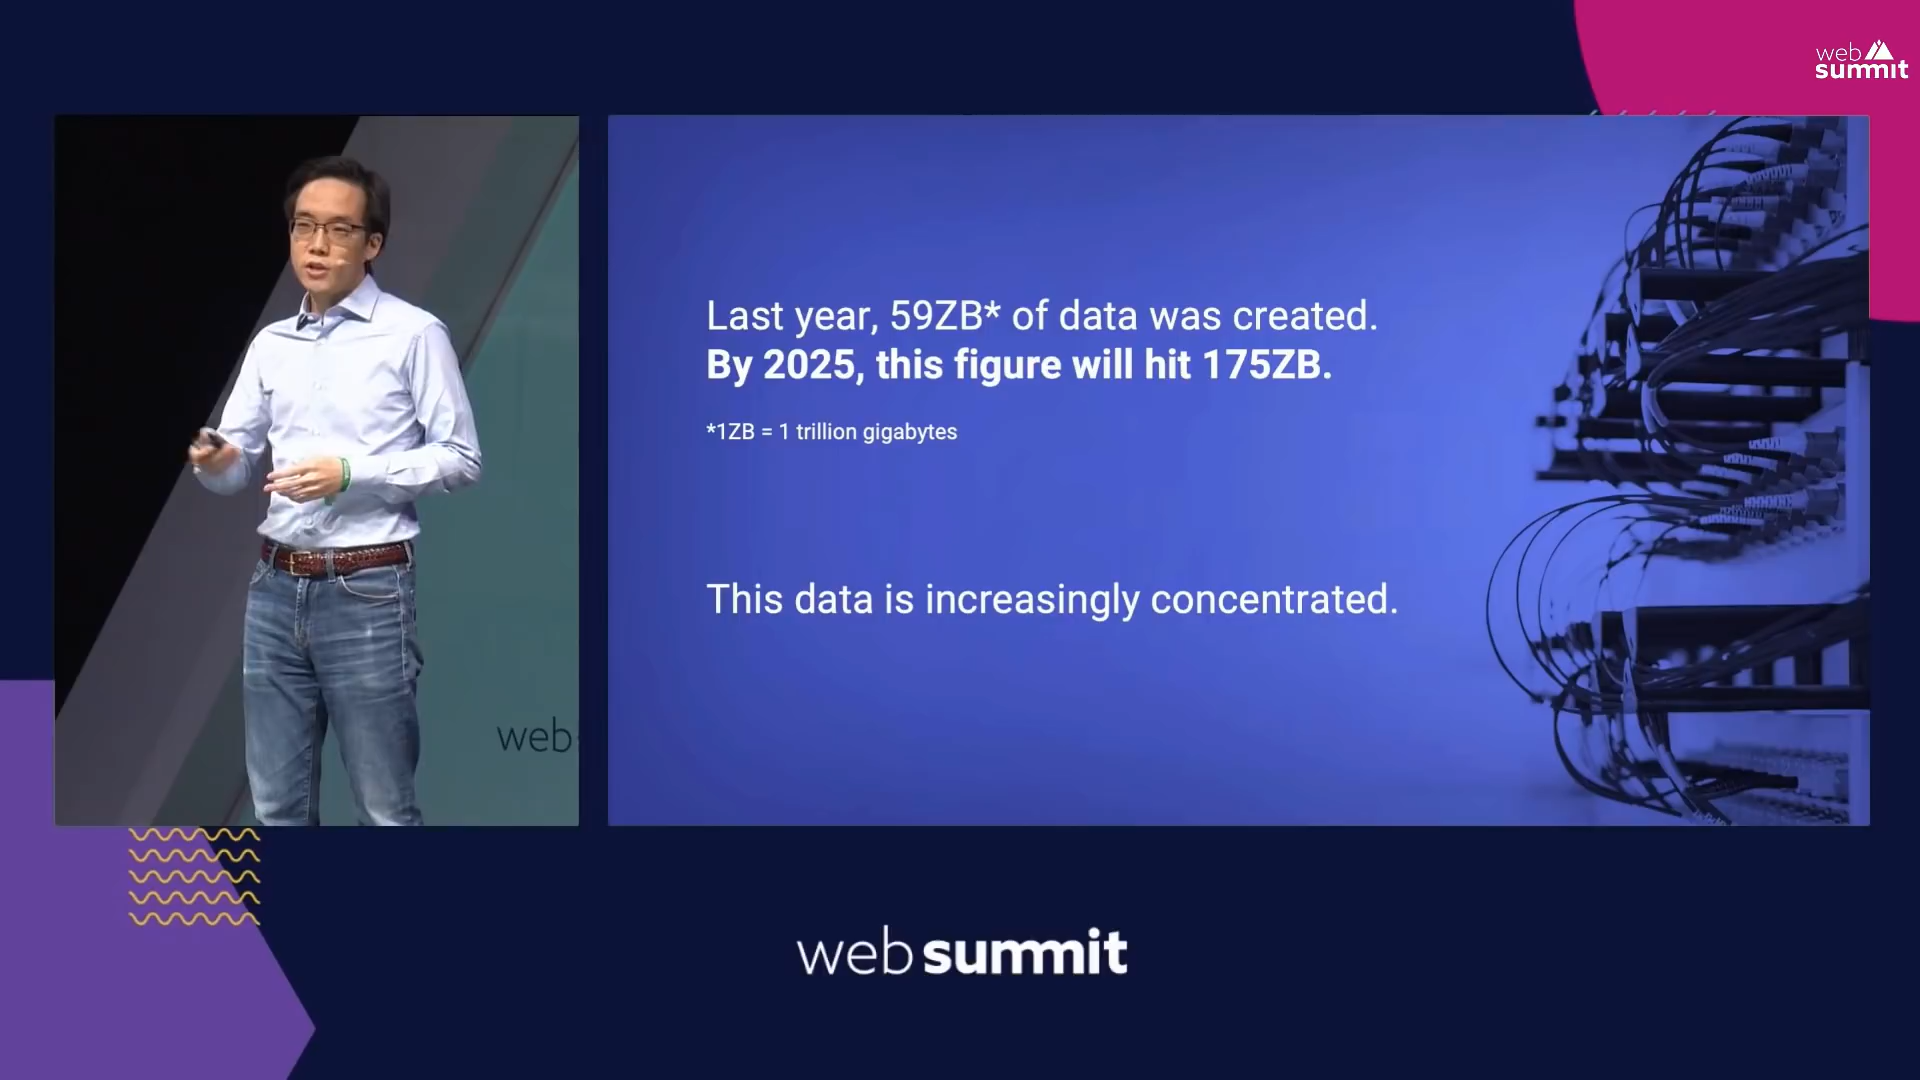 web
summit
Last year, 59ZB* of data was created.
By 2025, this figure will hit 175ZB.
*1ZB = 1 trillion gigabytes
This data is increasingly concentrated.
web
web summit